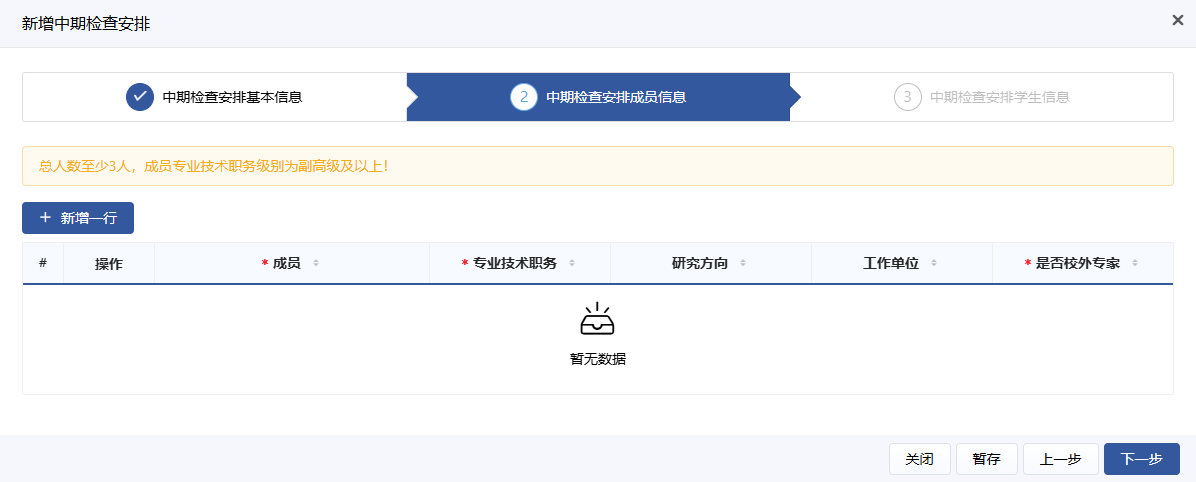 新增中期检查安排
中期检查安排基本信息
2 中期检查安排成员信息
3 中期检查安排学生信息
总人数至少3人，成员专业技术职务级别为副高级及以上！
+ 新增一行
# 操作 * 成员 * 专业技术职务 研究方向 工作单位 * 是否校外专家
暂无数据
关闭 暂存 上一步 下一步